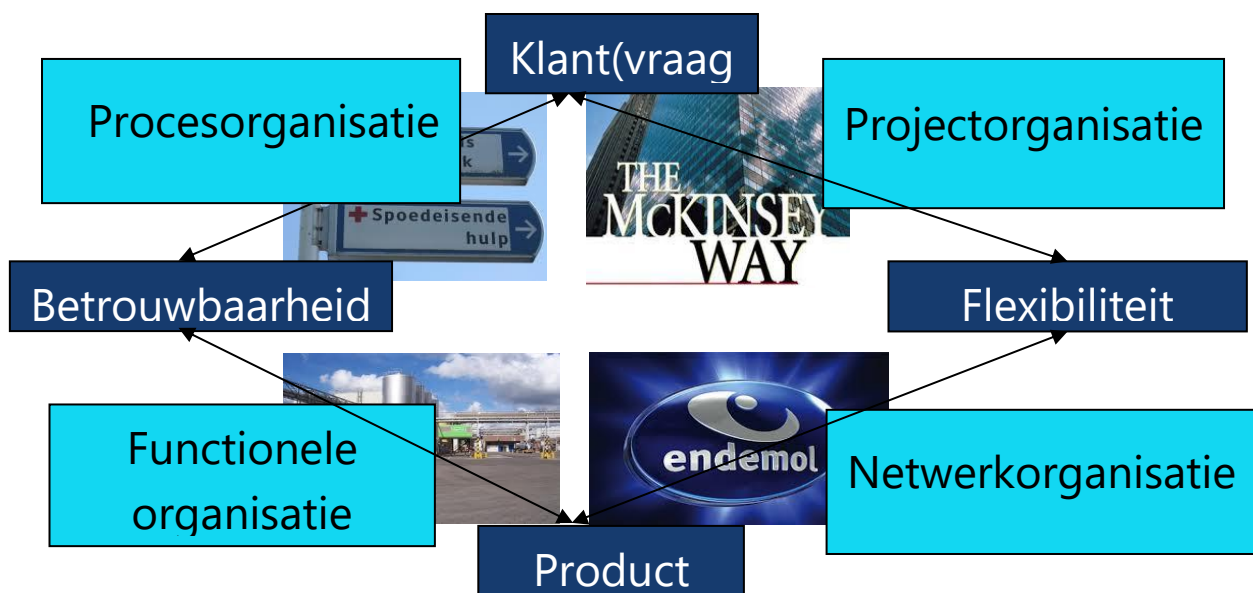 Klant(vraag
Procesorganisatie
Projectorganisatie
Spoedeisende
hulp
THE
MCKINSEY
WAY
Betrouwbaarheid
Flexibiliteit
Functionele
organisatie
endemol
Netwerkorganisatie
Product